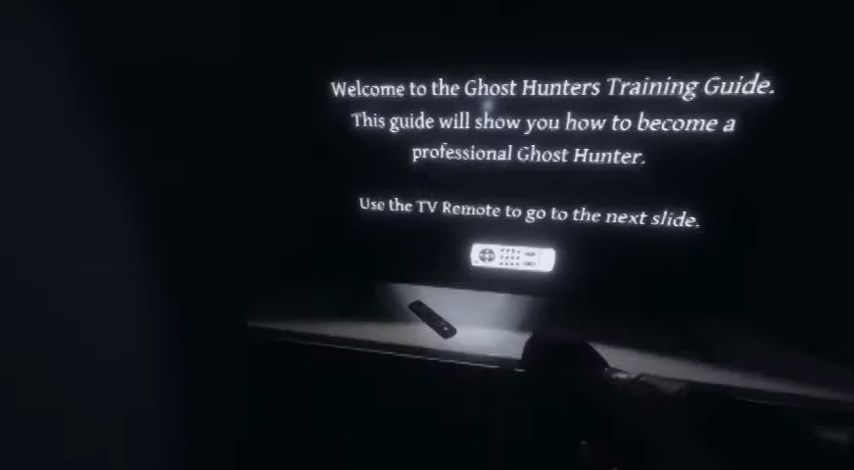 Welcome to the Ghost Hunters Training Guide.
This guide will show you how to become a
professional Ghost Hunter.
Use the TV Remote to go to the next slide.